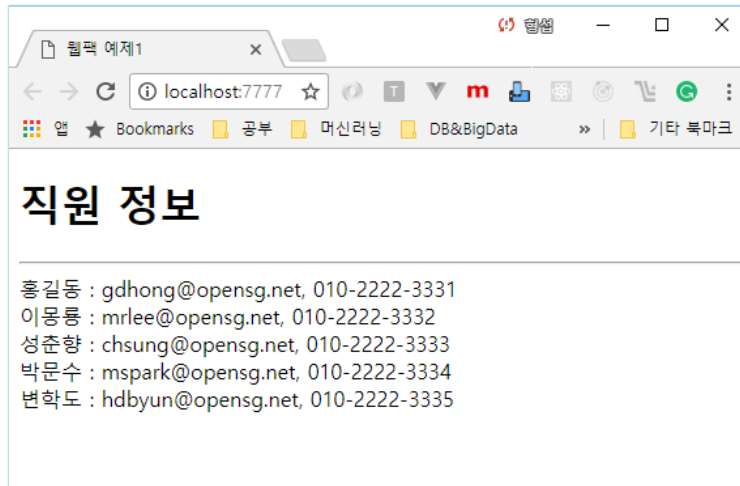 형섭
웹팩 예제1
localhost:7777
앱 Bookmarks 공부 머신러닝 DB&BigData » 기타 북마크
직원 정보
홍길동 : gdhong@opensg.net, 010-2222-3331
이몽룡 : mrlee@opensg.net, 010-2222-3332
성춘향 : chsung@opensg.net, 010-2222-3333
박문수 : mspark@opensg.net, 010-2222-3334
변학도 : hdbyun@opensg.net, 010-2222-3335